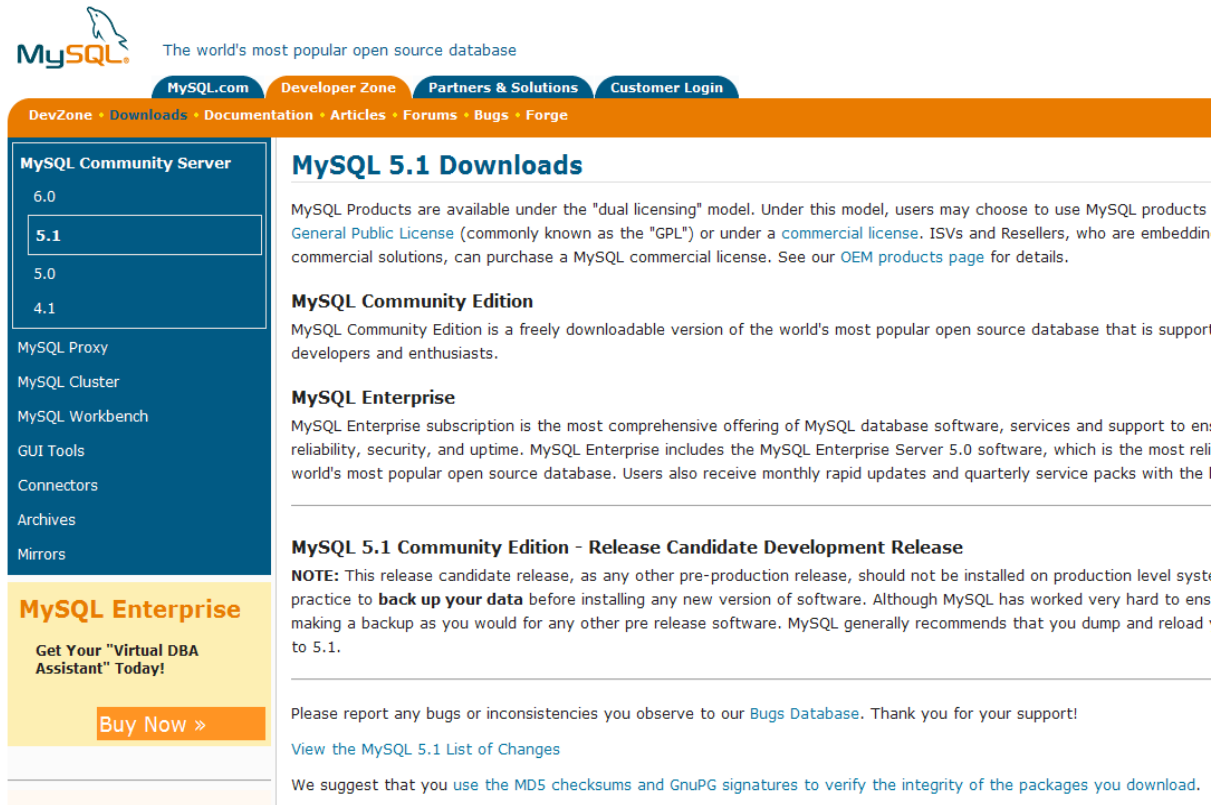 MySQL®
The world's most popular open source database
MySQL.com Developer Zone Partners & Solutions Customer Login
DevZone • Downloads • Documentation • Articles • Forums • Bugs • Forge
MySQL Community Server
6.0
5.1
5.0
4.1
MySQL Proxy
MySQL Cluster
MySQL Workbench
GUI Tools
Connectors
Archives
Mirrors
MySQL Enterprise
Get Your "Virtual DBA
Assistant" Today!
Buy Now »
MySQL 5.1 Downloads
MySQL Products are available under the "dual licensing" model. Under this model, users may choose to use MySQL products
General Public License (commonly known as the "GPL") or under a commercial license. ISVs and Resellers, who are embeddin
commercial solutions, can purchase a MySQL commercial license. See our OEM products page for details.
MySQL Community Edition
MySQL Community Edition is a freely downloadable version of the world's most popular open source database that is support
developers and enthusiasts.
MySQL Enterprise
MySQL Enterprise subscription is the most comprehensive offering of MySQL database software, services and support to ens
reliability, security, and uptime. MySQL Enterprise includes the MySQL Enterprise Server 5.0 software, which is the most reli
world's most popular open source database. Users also receive monthly rapid updates and quarterly service packs with the
MySQL 5.1 Community Edition - Release Candidate Development Release
NOTE: This release candidate release, as any other pre-production release, should not be installed on production level syste
practice to back up your data before installing any new version of software. Although MySQL has worked very hard to ens
making a backup as you would for any other pre release software. MySQL generally recommends that you dump and reload
to 5.1.
Please report any bugs or inconsistencies you observe to our Bugs Database. Thank you for your support!
View the MySQL 5.1 List of Changes
We suggest that you use the MD5 checksums and GnuPG signatures to verify the integrity of the packages you download.